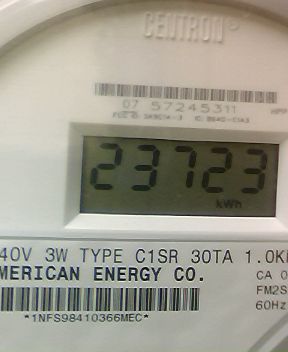 CENTRON®
07 57245311
23723
kWh
40V 3W TYPE C1SR 30TA 1.0K
MERICAN ENERGY CO.
CA 0
FM2S
60Hz
*1NFS98410366MEC*